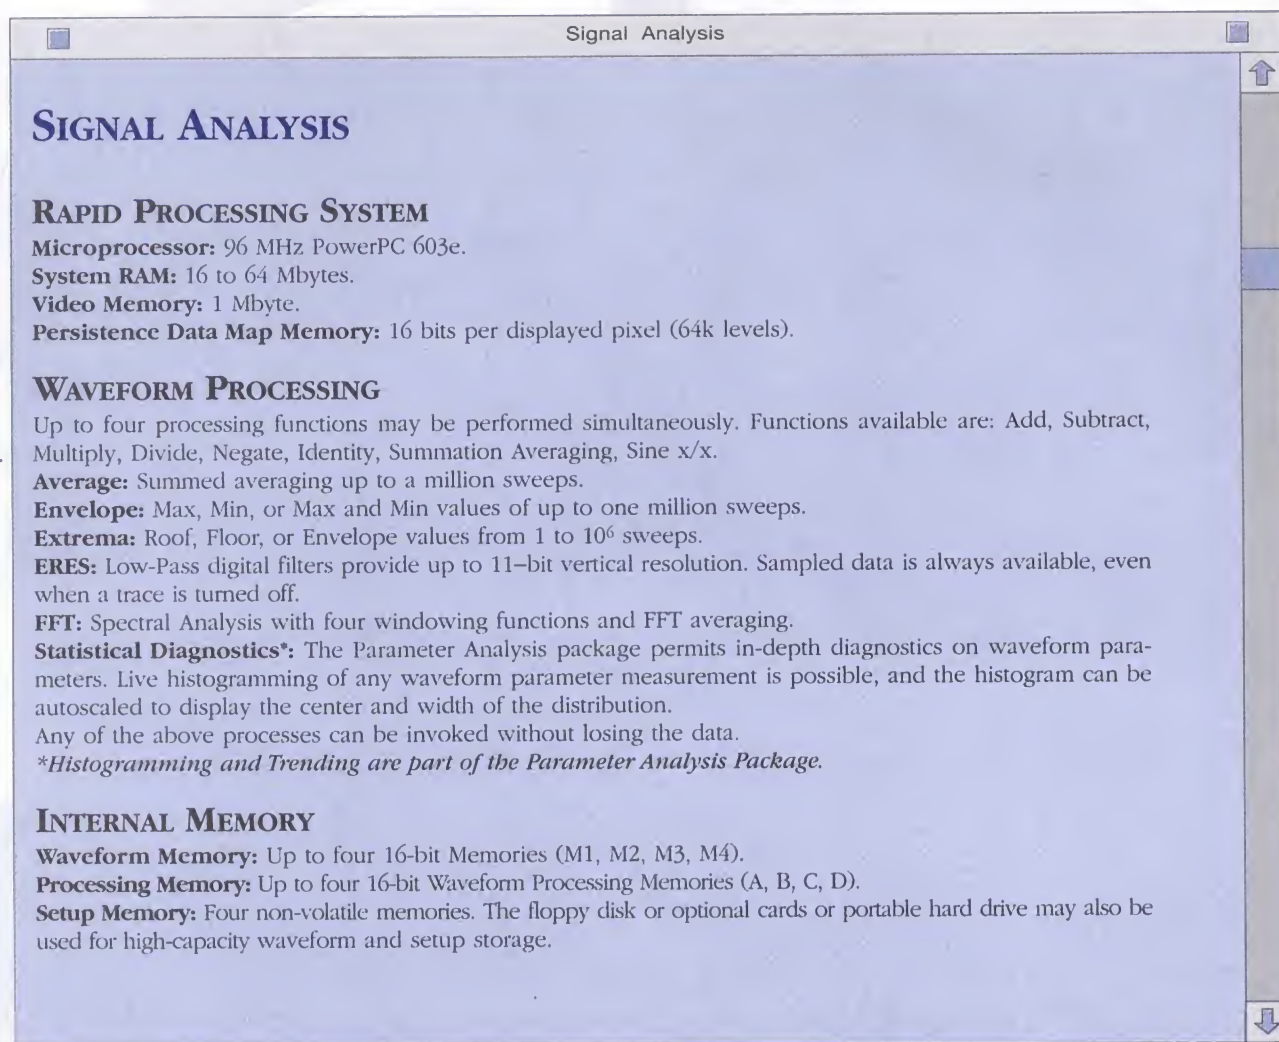 Signal Analysis
SIGNAL ANALYSIS
RAPID PROCESSING SYSTEM
Microprocessor: 96 MHz PowerPC 603e.
System RAM: 16 to 64 Mbytes.
Video Memory: 1 Mbyte.
Persistence Data Map Memory: 16 bits per displayed pixel (64k levels).
WAVEFORM PROCESSING
Up to four processing functions may be performed simultaneously. Functions available are: Add, Subtract,
Multiply, Divide, Negate, Identity, Summation Averaging, Sine x/x.
Average: Summed averaging up to a million sweeps.
Envelope: Max, Min, or Max and Min values of up to one million sweeps.
Extrema: Roof, Floor, or Envelope values from 1 to 10⁶ sweeps.
ERES: Low-Pass digital filters provide up to 11–bit vertical resolution. Sampled data is always available, even
when a trace is turned off.
FFT: Spectral Analysis with four windowing functions and FFT averaging.
Statistical Diagnostics*: The Parameter Analysis package permits in-depth diagnostics on waveform para-
meters. Live histogramming of any waveform parameter measurement is possible, and the histogram can be
autoscaled to display the center and width of the distribution.
Any of the above processes can be invoked without losing the data.
*Histogramming and Trending are part of the Parameter Analysis Package.
INTERNAL MEMORY
Waveform Memory: Up to four 16-bit Memories (M1, M2, M3, M4).
Processing Memory: Up to four 16-bit Waveform Processing Memories (A, B, C, D).
Setup Memory: Four non-volatile memories. The floppy disk or optional cards or portable hard drive may also be
used for high-capacity waveform and setup storage.